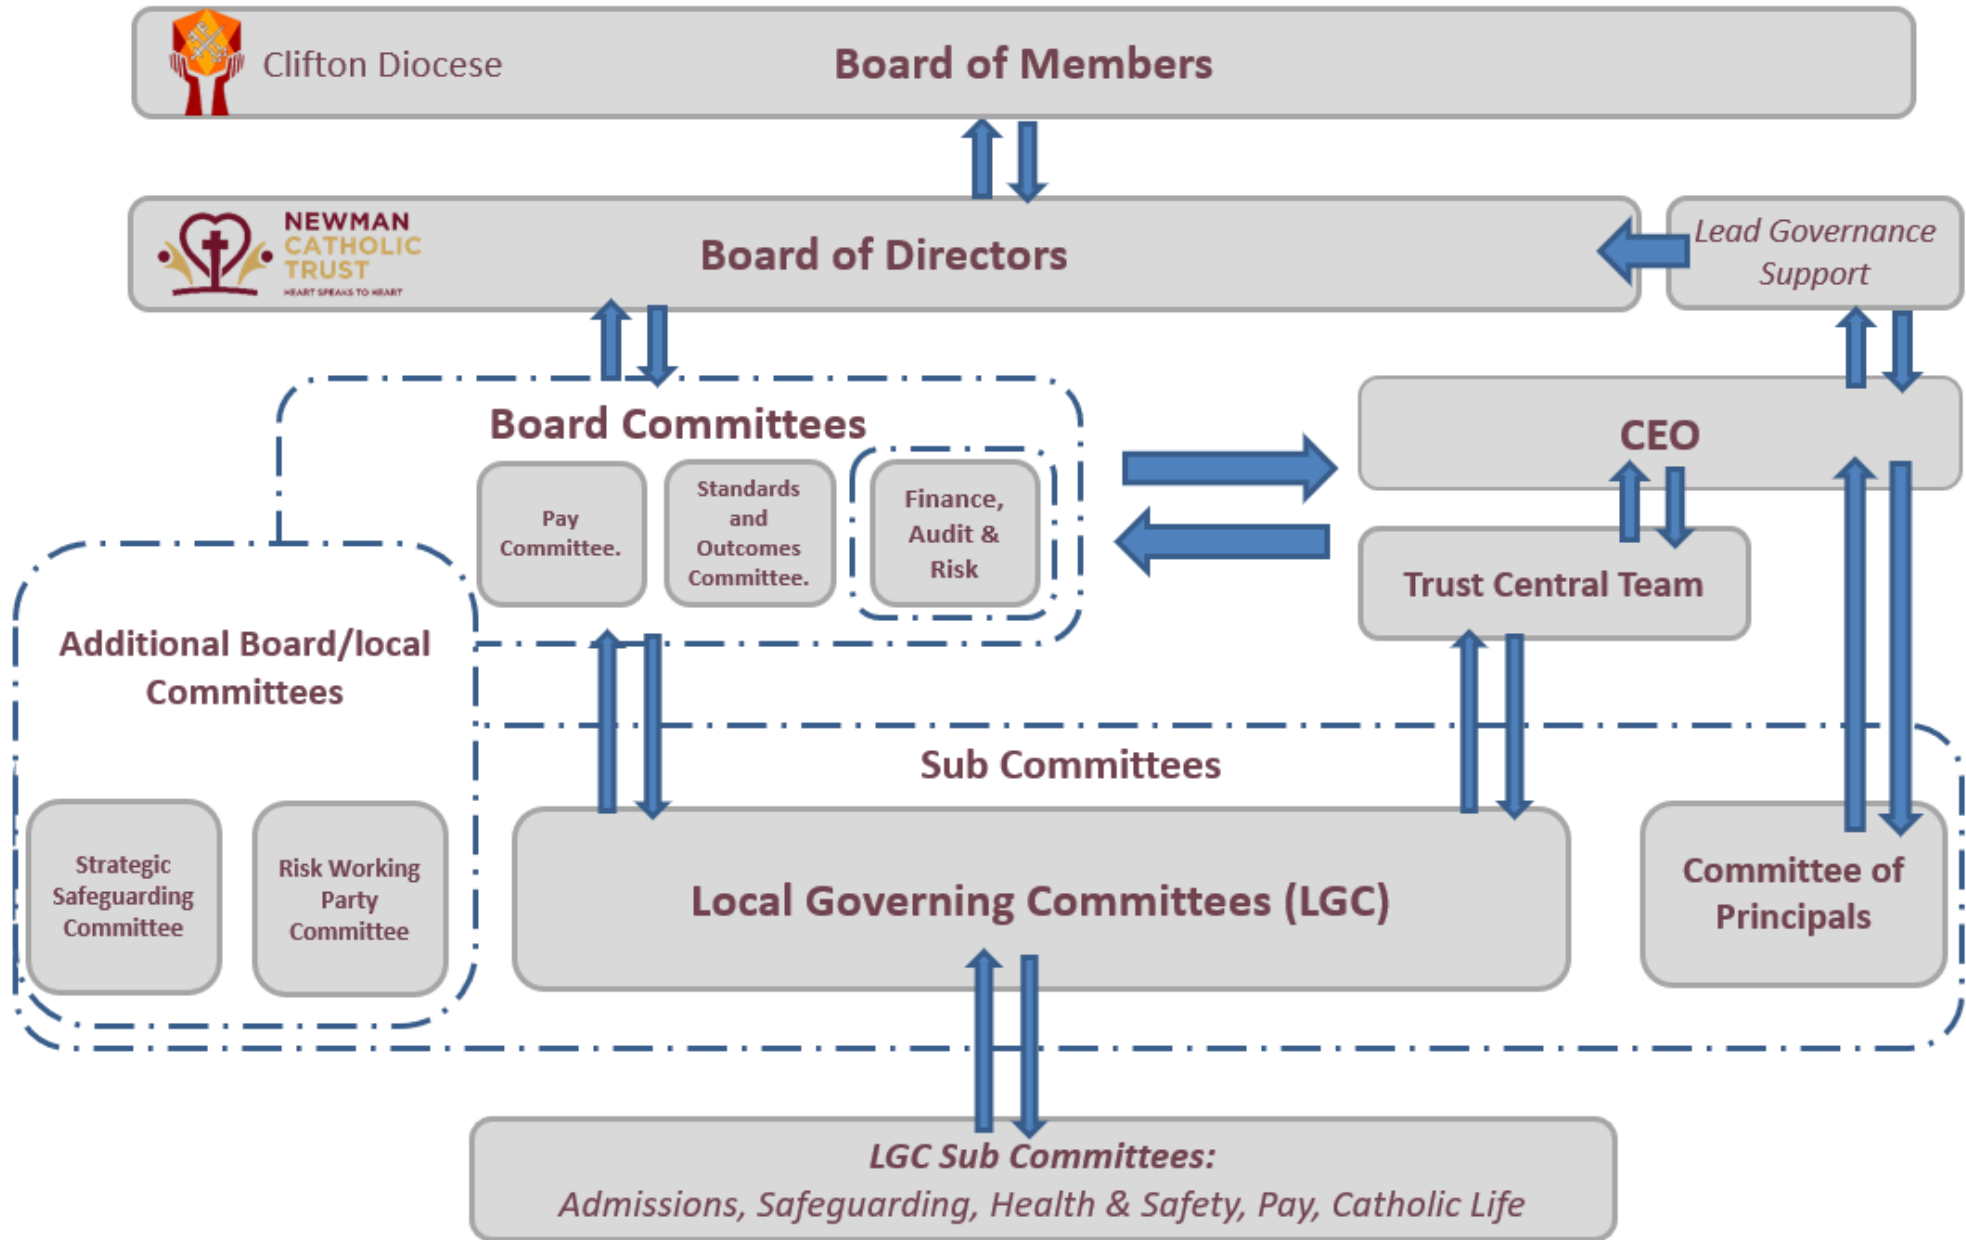 Clifton Diocese
Board of Members
NEWMAN
CATHOLIC
TRUST
HEART SPEAKS TO HEART
Board of Directors
Lead Governance
Support
Board Committees
Pay
Committee.
Standards
and
Outcomes
Committee.
Finance,
Audit &
Risk
CEO
Trust Central Team
Additional Board/local
Committees
Strategic
Safeguarding
Committee
Risk Working
Party
Committee
Sub Committees
Local Governing Committees (LGC)
Committee of
Principals
LGC Sub Committees:
Admissions, Safeguarding, Health & Safety, Pay, Catholic Life